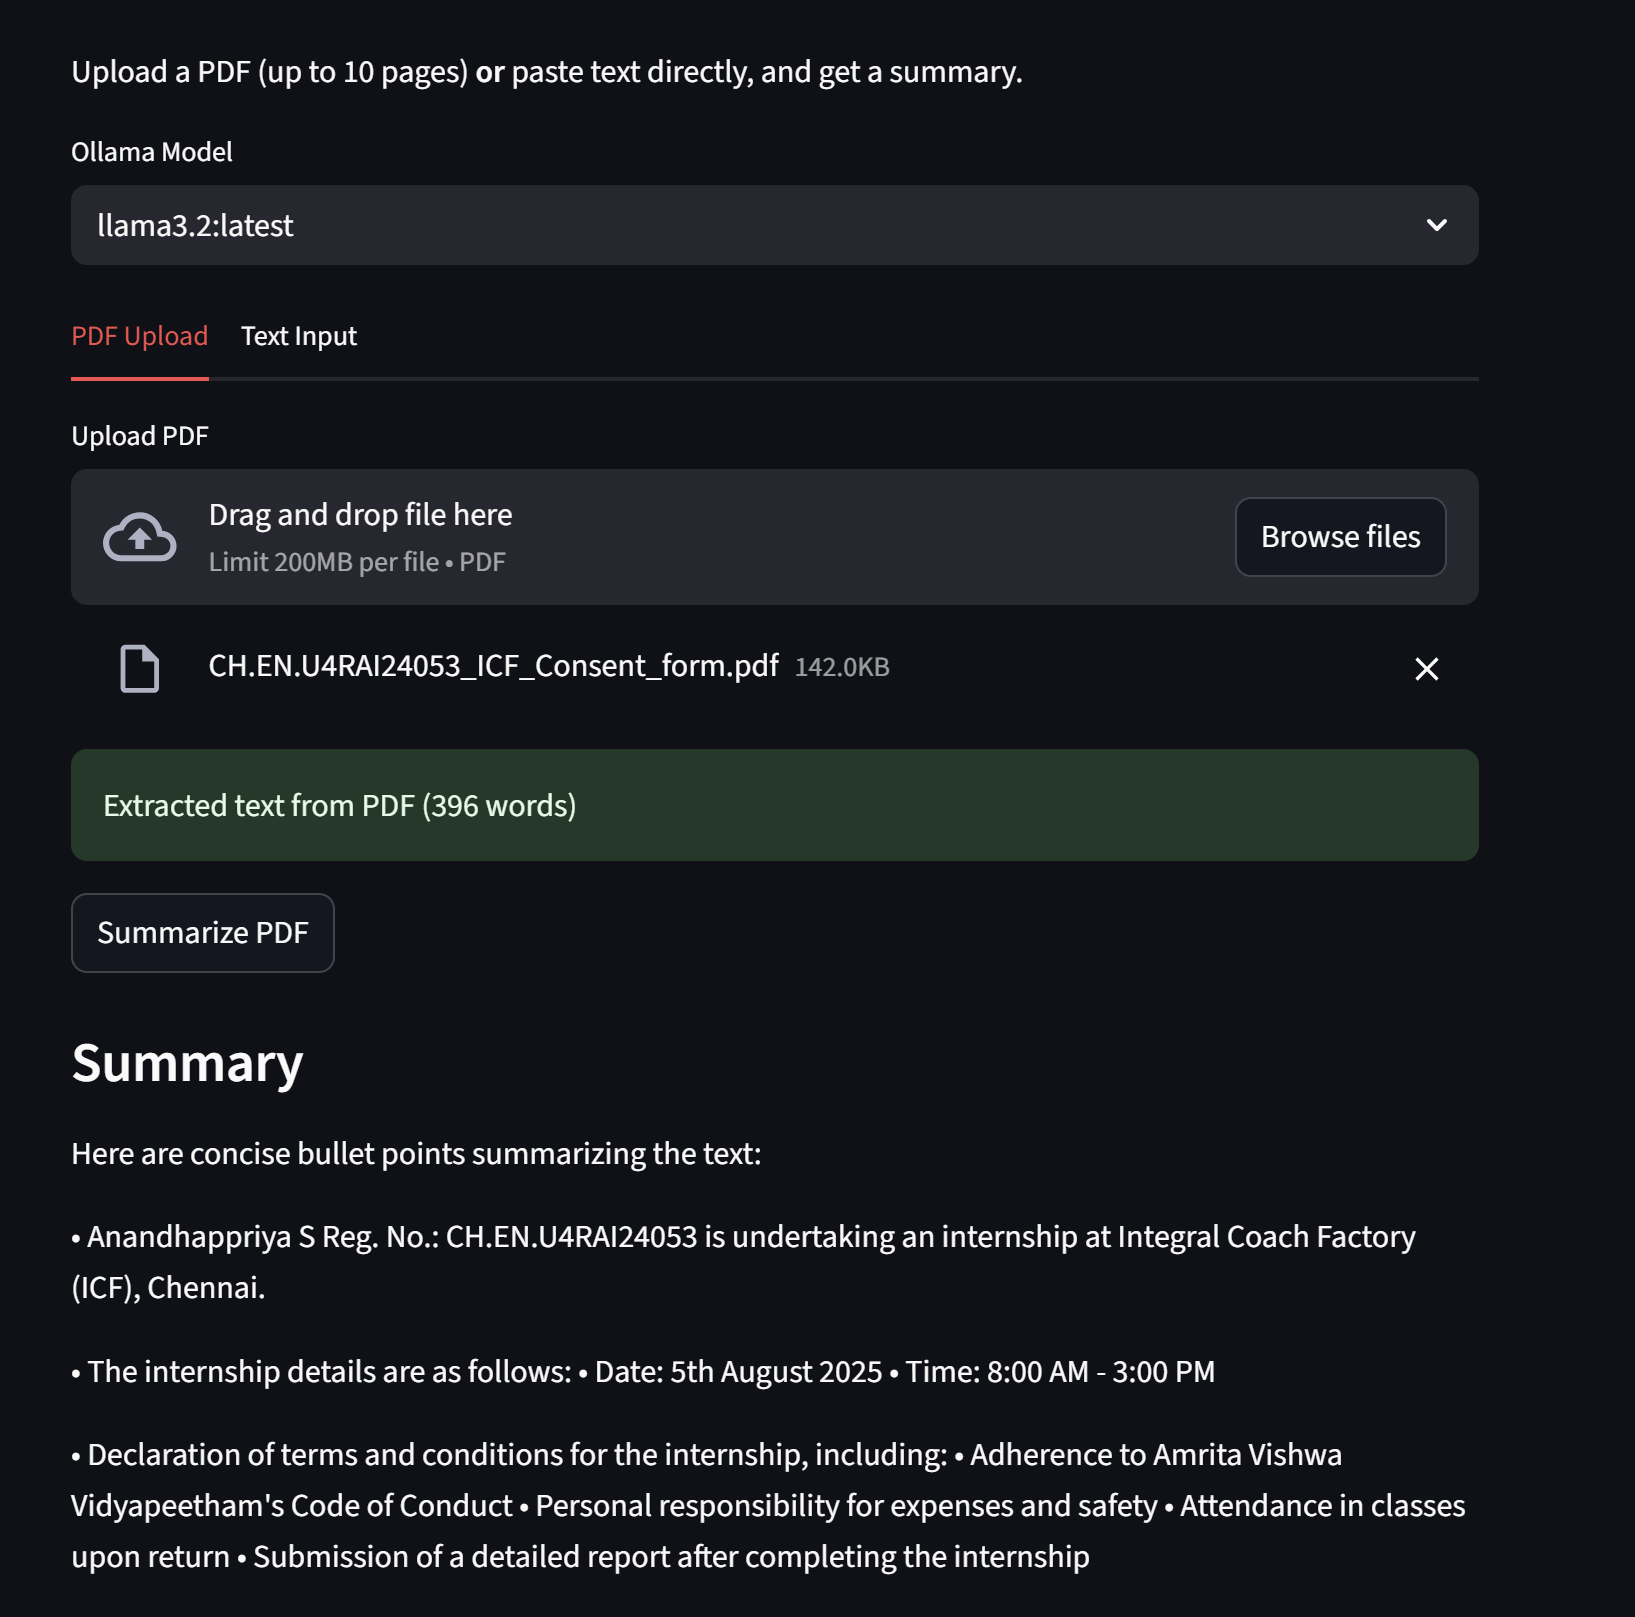 Upload a PDF (up to 10 pages) or paste text directly, and get a summary.
Ollama Model
llama3.2:latest
PDF Upload
Text Input
Upload PDF
Drag and drop file here
Limit 200MB per file • PDF
Browse files
CH.EN.U4RAI24053_ICF_Consent_form.pdf 142.0KB
Extracted text from PDF (396 words)
Summarize PDF
Summary
Here are concise bullet points summarizing the text:
• Anandhappriya S Reg. No.: CH.EN.U4RAI24053 is undertaking an internship at Integral Coach Factory
(ICF), Chennai.
• The internship details are as follows: • Date: 5th August 2025 • Time: 8:00 AM - 3:00 PM
• Declaration of terms and conditions for the internship, including: • Adherence to Amrita Vishwa
Vidyapeetham's Code of Conduct • Personal responsibility for expenses and safety • Attendance in classes
upon return • Submission of a detailed report after completing the internship